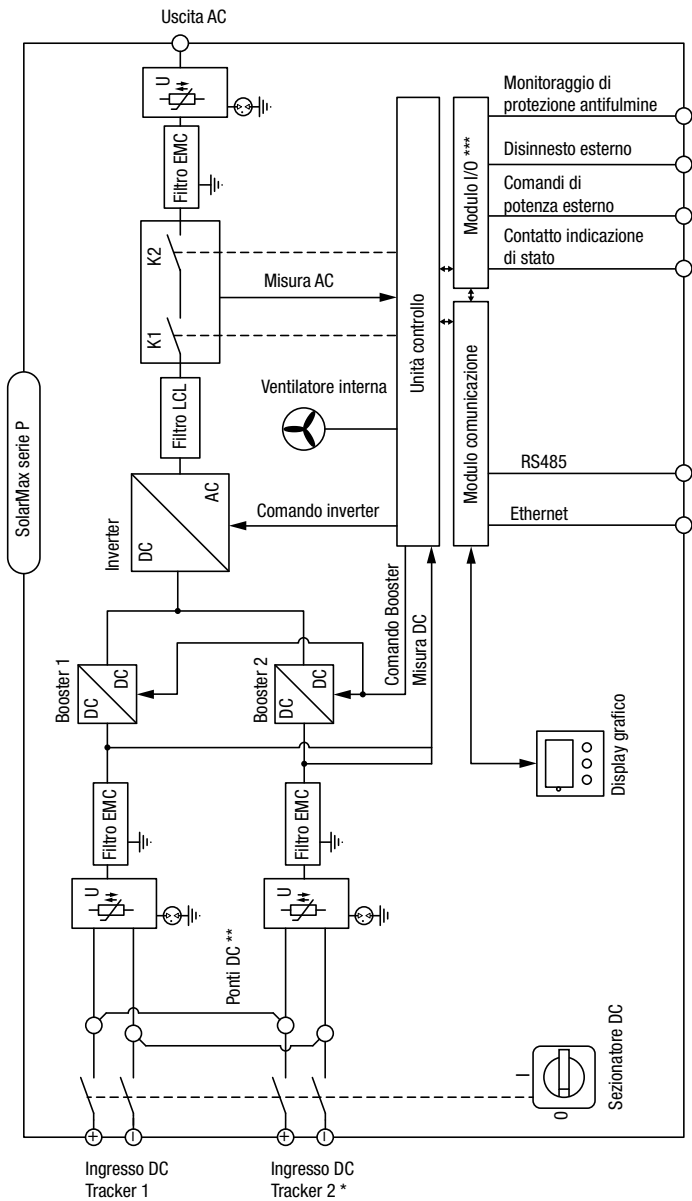 Uscita AC
SolarMax serie P
U
Filtro EMC
K2
K1
Misura AC
Filtro LCL
Ventilatore interna
Inverter
DC
AC
Comando inverter
Unità controllo
Modulo I/O ***
Monitoraggio di
protezione antifulmine
Disinnesto esterno
Comandi di
potenza esterno
Contatto indicazione
di stato
Modulo comunicazione
RS485
Ethernet
Booster 1
DC
DC
Booster 2
DC
DC
Comando Booster
Misura DC
Filtro EMC
Filtro EMC
Display grafico
U
U
Ponti DC **
Sezionatore DC
I
0
+
−
+
−
Ingresso DC
Tracker 1
Ingresso DC
Tracker 2 *